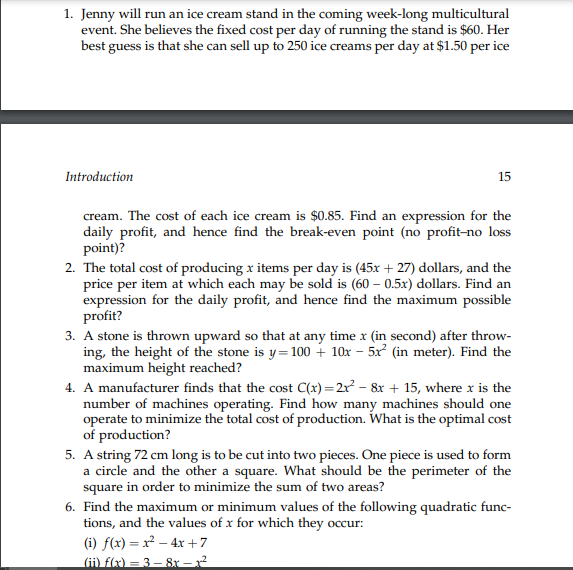 1. Jenny will run an ice cream stand in the coming week-long multicultural
event. She believes the fixed cost per day of running the stand is $60. Her
best guess is that she can sell up to 250 ice creams per day at $1.50 per ice
Introduction 15
cream. The cost of each ice cream is $0.85. Find an expression for the
daily profit, and hence find the break-even point (no profit–no loss
point)?
2. The total cost of producing x items per day is (45x + 27) dollars, and the
price per item at which each may be sold is (60 – 0.5x) dollars. Find an
expression for the daily profit, and hence find the maximum possible
profit?
3. A stone is thrown upward so that at any time x (in second) after throw-
ing, the height of the stone is y = 100 + 10x − 5x² (in meter). Find the
maximum height reached?
4. A manufacturer finds that the cost C(x) = 2x² − 8x + 15, where x is the
number of machines operating. Find how many machines should one
operate to minimize the total cost of production. What is the optimal cost
of production?
5. A string 72 cm long is to be cut into two pieces. One piece is used to form
a circle and the other a square. What should be the perimeter of the
square in order to minimize the sum of two areas?
6. Find the maximum or minimum values of the following quadratic func-
tions, and the values of x for which they occur:
(i) f(x) = x² − 4x + 7
(ii) f(x) = 3 − 8x − x²